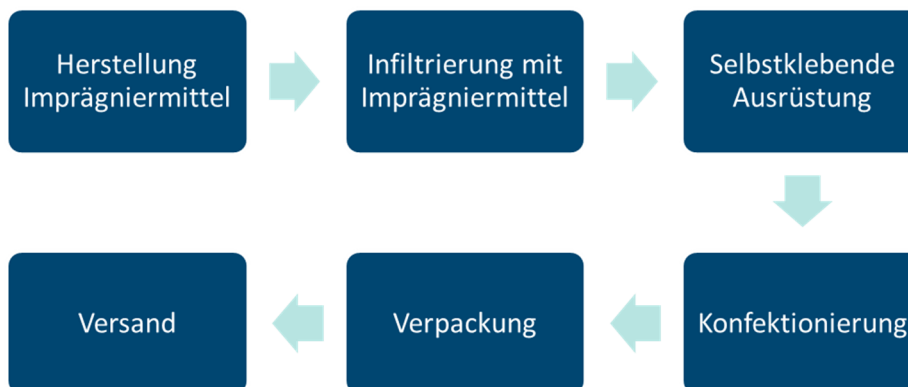 Herstellung
Imprägniermittel
Infiltrierung mit
Imprägniermittel
Selbstklebende
Ausrüstung
Konfektionierung
Verpackung
Versand